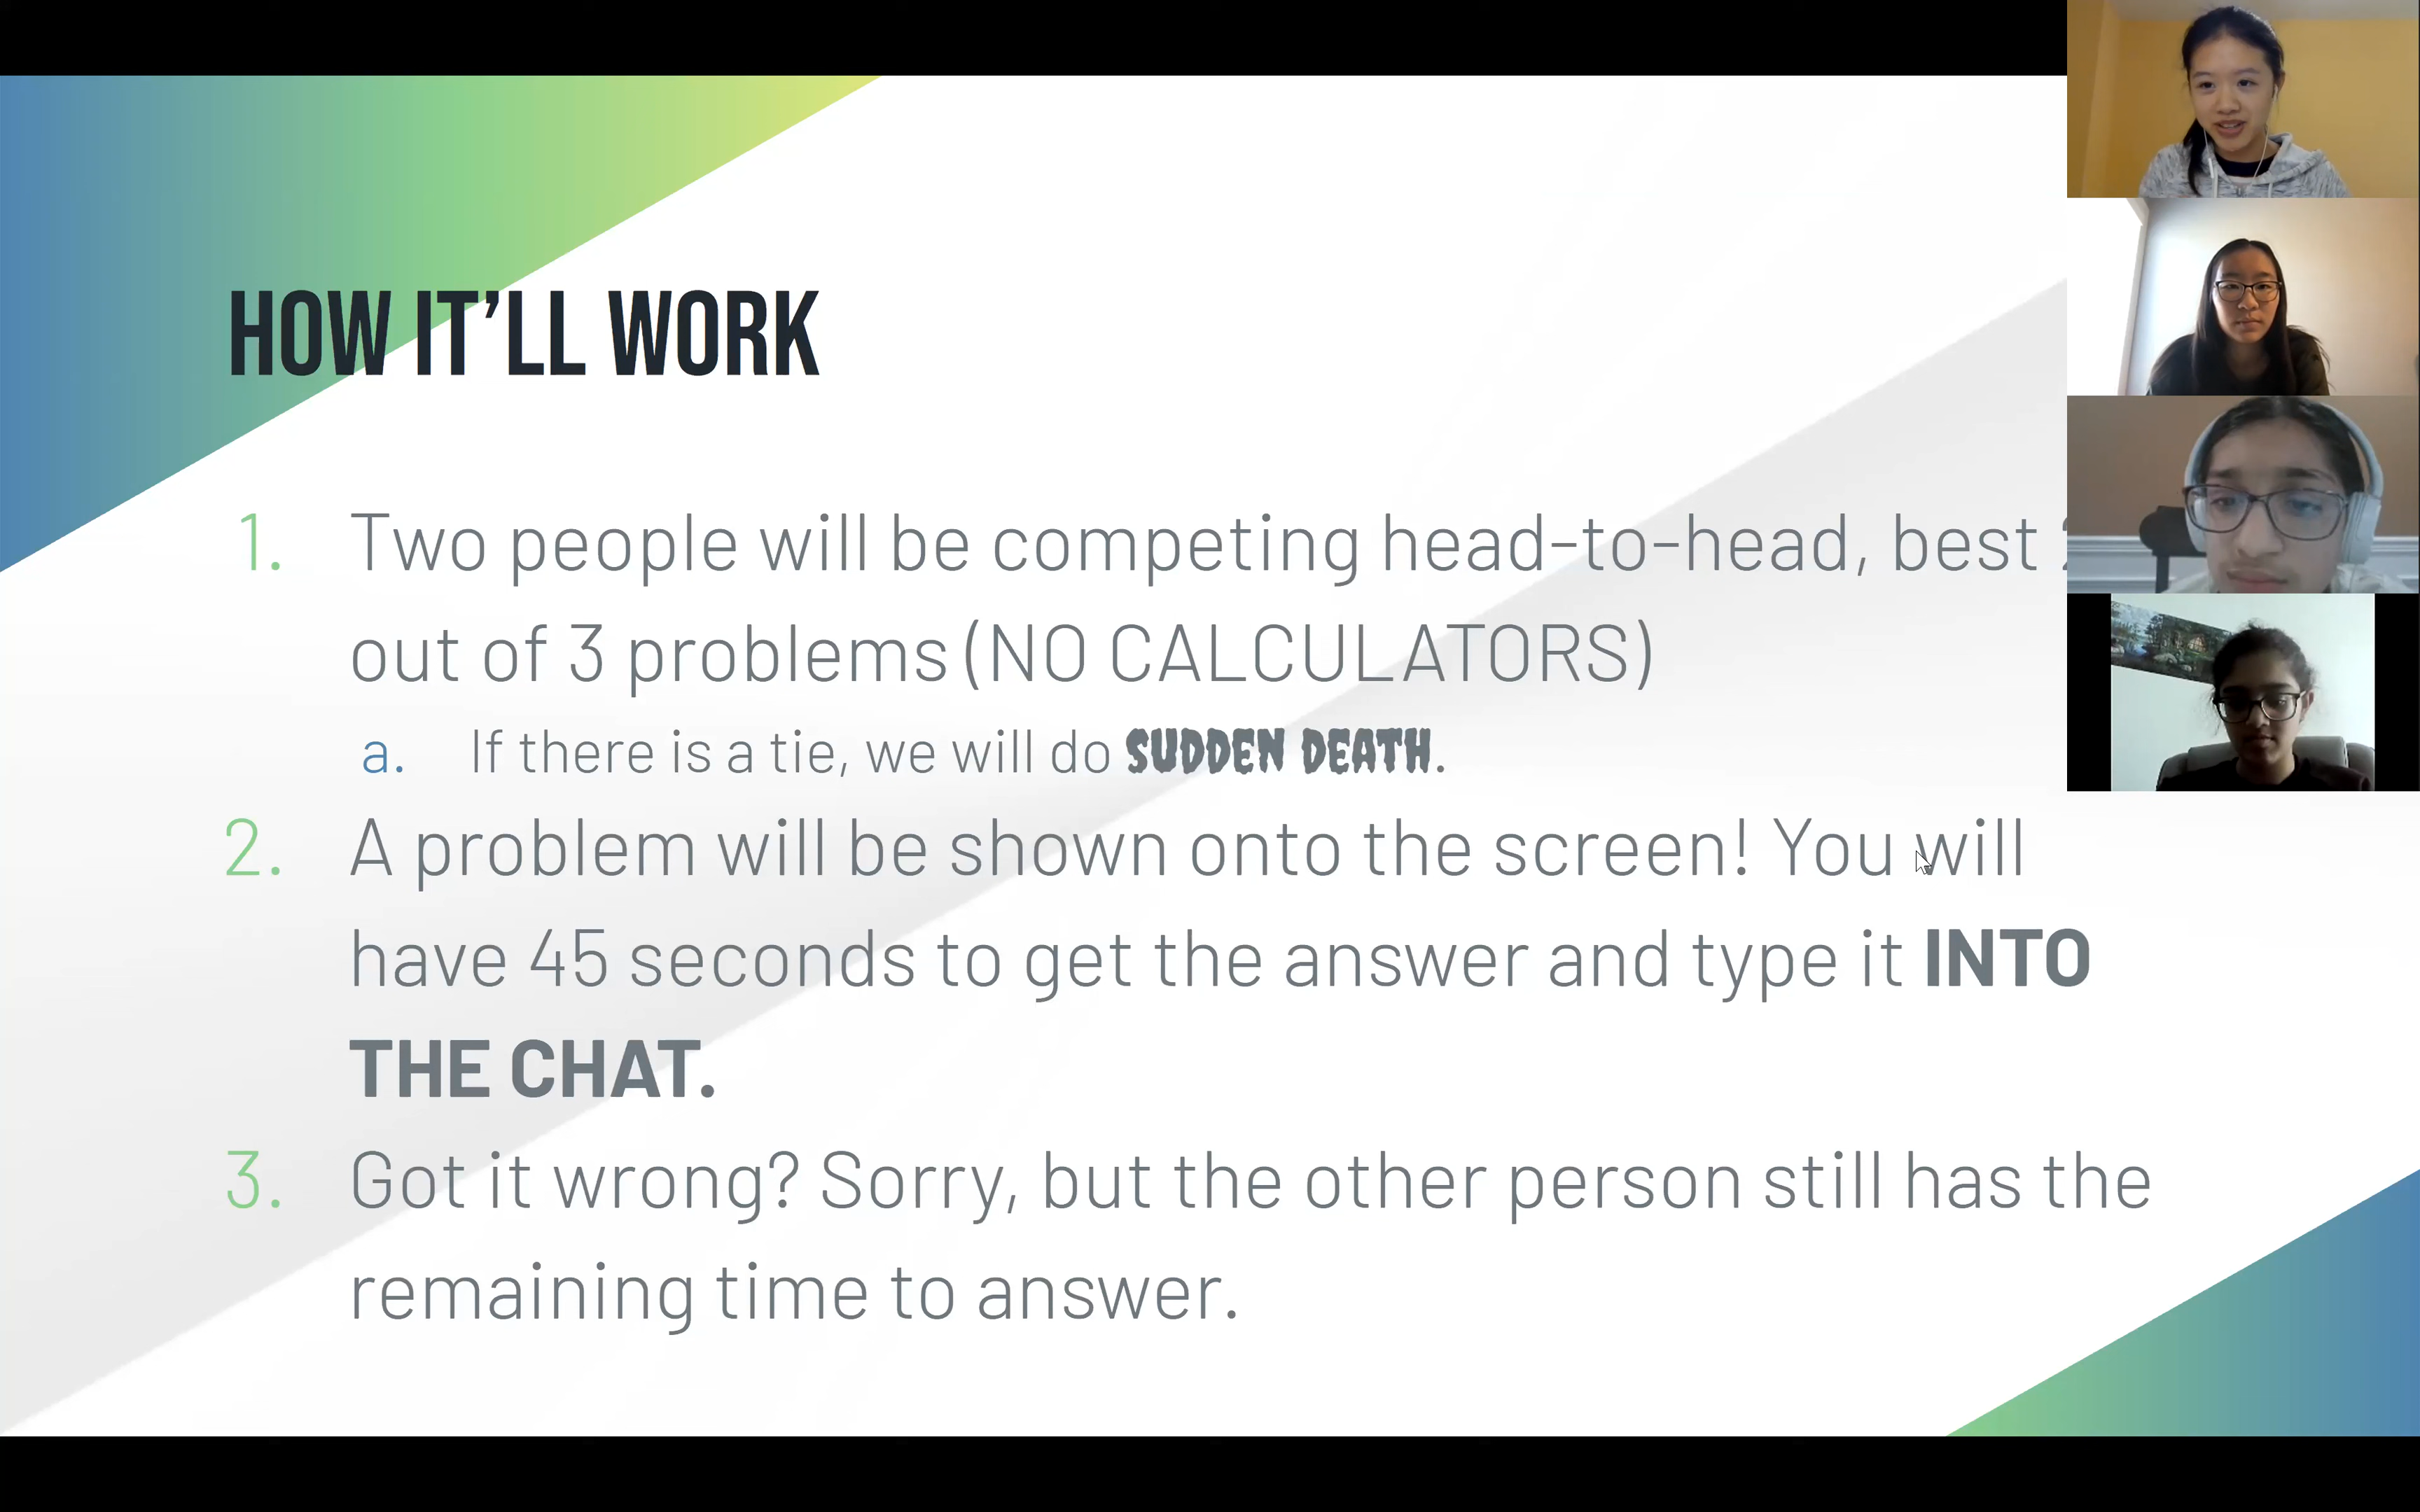 HOW IT'LL WORK
1. Two people will be competing head-to-head, best
out of 3 problems (NO CALCULATORS)
a. If there is a tie, we will do SUDDEN DEATH.
2. A problem will be shown onto the screen! You will
have 45 seconds to get the answer and type it INTO
THE CHAT.
3. Got it wrong? Sorry, but the other person still has the
remaining time to answer.